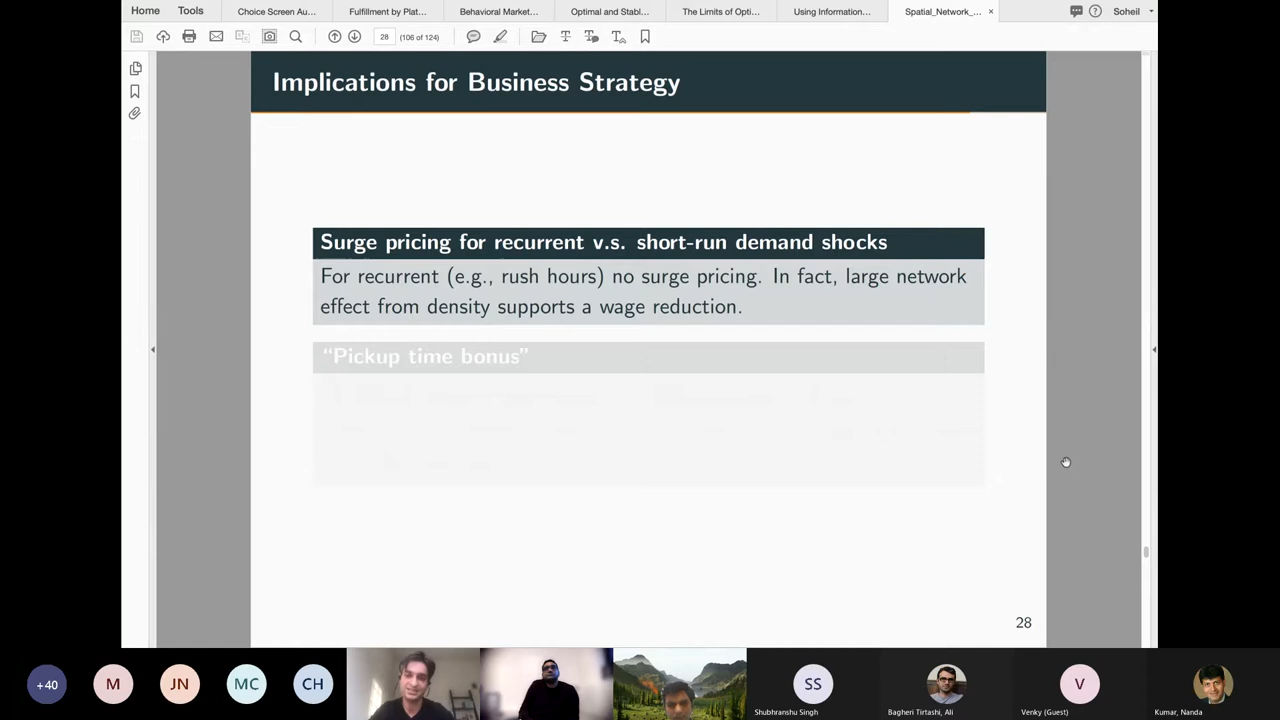 Home
Tools
Choice Screen Au...
Fulfillment by Plat...
Behavioral Market...
Optimal and Stabl...
The Limits of Opti...
Using Information...
Spatial_Network_...
×
Soheil
28
(106 of 124)
Implications for Business Strategy
Surge pricing for recurrent v.s. short-run demand shocks
For recurrent (e.g., rush hours) no surge pricing. In fact, large network
effect from density supports a wage reduction.
“Pickup time bonus”
28
+40
M
JN
MC
CH
SS
Shubhranshu Singh
Bagheri Tirtashi, Ali
V
Venky (Guest)
Kumar, Nanda